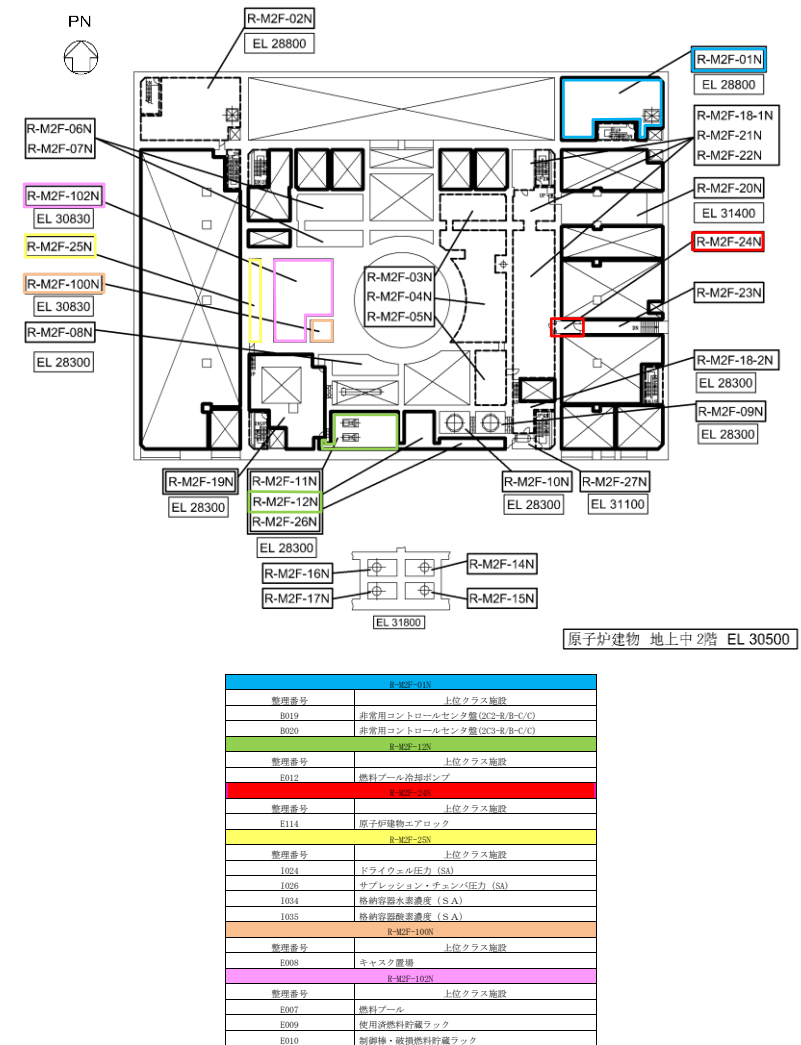 PN
R-M2F-02N
EL 28800
R-M2F-01N
EL 28800
R-M2F-06N
R-M2F-07N
R-M2F-18-1N
R-M2F-21N
R-M2F-22N
R-M2F-102N
EL 30830
R-M2F-20N
EL 31400
R-M2F-25N
R-M2F-24N
R-M2F-100N
EL 30830
R-M2F-03N
R-M2F-04N
R-M2F-05N
R-M2F-23N
R-M2F-08N
EL 28300
DN
R-M2F-18-2N
EL 28300
R-M2F-09N
EL 28300
R-M2F-19N
EL 28300
R-M2F-11N
R-M2F-12N
R-M2F-26N
EL 28300
R-M2F-10N
EL 28300
R-M2F-27N
EL 31100
R-M2F-16N
R-M2F-14N
R-M2F-17N
R-M2F-15N
EL 31800
原子炉建物 地上中2階 EL 30500
R-M2F-01N
整理番号 上位クラス施設
B019 非常用コントロールセンタ盤(2C2-R/B-C/C)
B020 非常用コントロールセンタ盤(2C3-R/B-C/C)
R-M2F-12N
整理番号 上位クラス施設
E012 燃料プール冷却ポンプ
R-M2F-24N
整理番号 上位クラス施設
E114 原子炉建物エアロック
R-M2F-25N
整理番号 上位クラス施設
I024 ドライウェル圧力（SA）
I026 サプレッション・チェンバ圧力（SA）
I034 格納容器水素濃度（ＳＡ）
I035 格納容器酸素濃度（ＳＡ）
R-M2F-100N
整理番号 上位クラス施設
E008 キャスク置場
R-M2F-102N
整理番号 上位クラス施設
E007 燃料プール
E009 使用済燃料貯蔵ラック
E010 制御棒・破損燃料貯蔵ラック